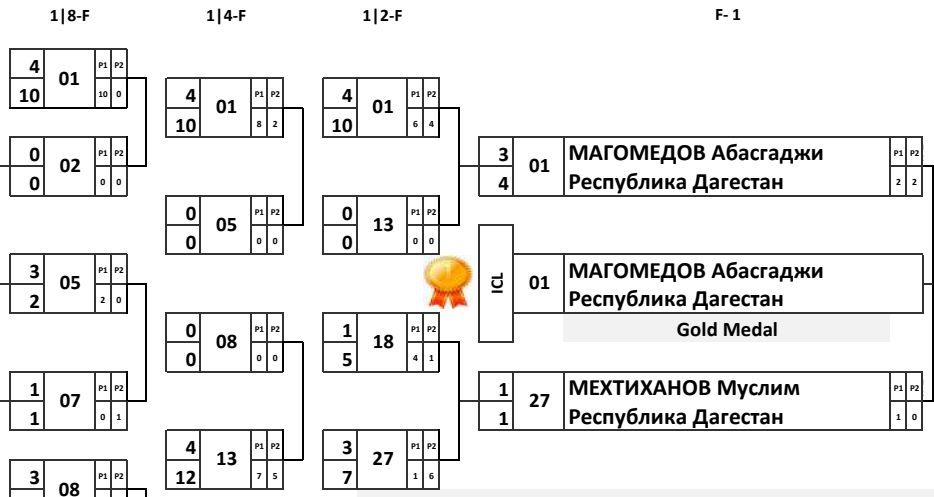 1|8-F 1|4-F 1|2-F F- 1
4 01 P1 P2
10 10 0
0 02 P1 P2
0 0 0
3 05 P1 P2
2 2 0
1 07 P1 P2
1 0 1
3 08 P1 P2
4 01 P1 P2
10 8 2
0 05 P1 P2
0 0 0
0 08 P1 P2
0 0 0
4 13 P1 P2
12 7 5
4 01 P1 P2
10 6 4
0 13 P1 P2
0 0 0
1 18 P1 P2
5 4 1
3 27 P1 P2
7 1 6
3 01 МАГОМЕДОВ Абасгаджи P1 P2
4 Республика Дагестан 2 2
ICL 01 МАГОМЕДОВ Абасгаджи
Республика Дагестан
Gold Medal
1 27 МЕХТИХАНОВ Муслим P1 P2
1 Республика Дагестан 1 0